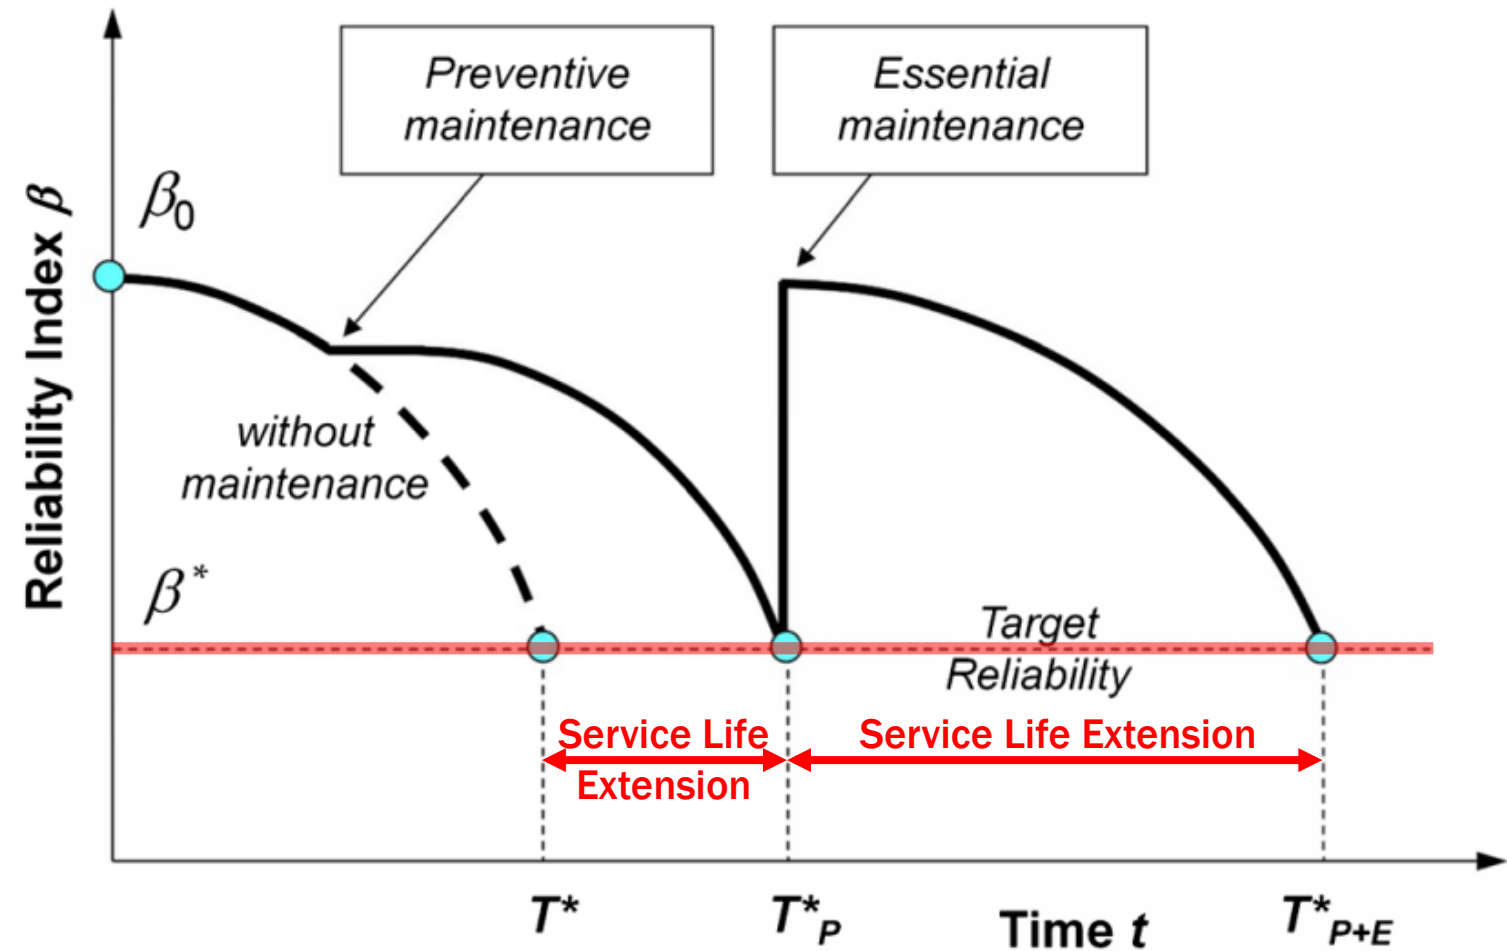 Preventive
maintenance
Essential
maintenance
β₀
Reliability Index β
without
maintenance
β*
Target
Reliability
Service Life
Extension
Service Life Extension
T*
T*P
Time t
T*P+E